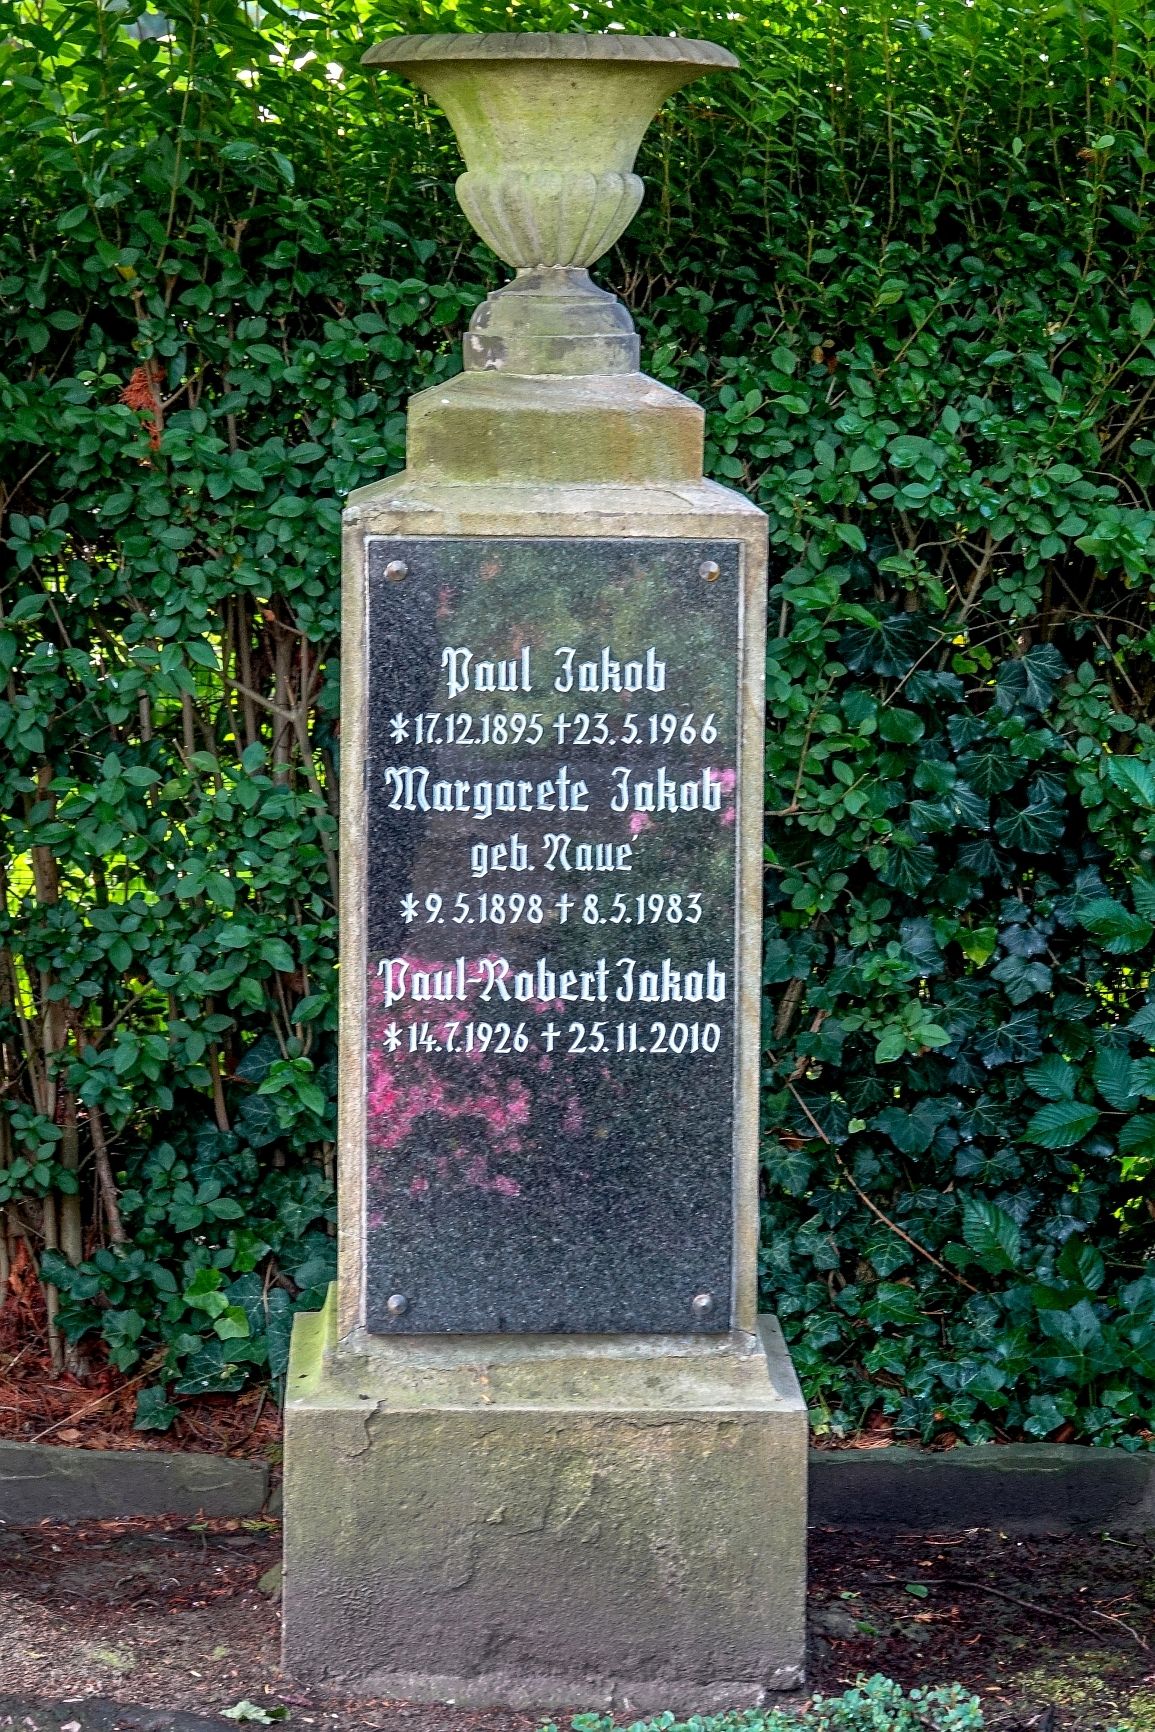 Paul Jakob
*17.12.1895 †23.5.1966
Margarete Jakob
geb. Naué
*9.5.1898 †8.5.1983
Paul-Robert Jakob
*14.7.1926 †25.11.2010